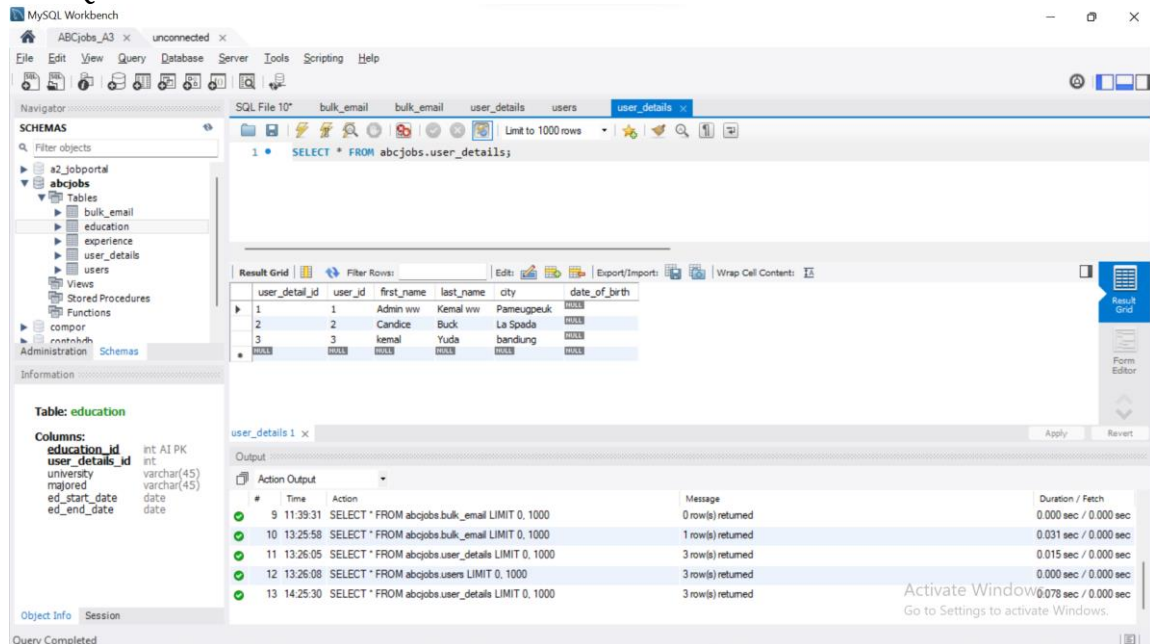 MySQL Workbench
ABCjobs_A3 × unconnected ×
File Edit View Query Database Server Tools Scripting Help
Navigator
SQL File 10* bulk_email bulk_email user_details users user_details ×
SCHEMAS
Limit to 1000 rows
Filter objects
1 SELECT * FROM abcjobs.user_details;
a2_jobportal
abcjobs
Tables
bulk_email
education
experience
user_details
users
Views
Stored Procedures
Functions
compor
Administration Schemas
Result Grid Filter Rows: Edit: Export/Import: Wrap Cell Content:
user_detail_id user_id first_name last_name city date_of_birth
1 1 Admin ww Kemal ww Pameugpeuk NULL
2 2 Candice Buck La Spada NULL
3 3 kemal Yuda bandung NULL
NULL NULL NULL NULL NULL NULL
Result Grid
Form Editor
Information
Table: education
Columns:
education_id int AI PK
user_details_id int
university varchar(45)
majored varchar(45)
ed_start_date date
ed_end_date date
user_details 1 ×
Apply Revert
Output
Action Output
# Time Action Message Duration / Fetch
9 11:39:31 SELECT * FROM abcjobs.bulk_email LIMIT 0, 1000 0 row(s) returned 0.000 sec / 0.000 sec
10 13:25:58 SELECT * FROM abcjobs.bulk_email LIMIT 0, 1000 1 row(s) returned 0.031 sec / 0.000 sec
11 13:26:05 SELECT * FROM abcjobs.user_details LIMIT 0, 1000 3 row(s) returned 0.015 sec / 0.000 sec
12 13:26:08 SELECT * FROM abcjobs.users LIMIT 0, 1000 3 row(s) returned 0.000 sec / 0.000 sec
13 14:25:30 SELECT * FROM abcjobs.user_details LIMIT 0, 1000 3 row(s) returned 0.078 sec / 0.000 sec
Activate Windows
Go to Settings to activate Windows.
Object Info Session
Query Completed